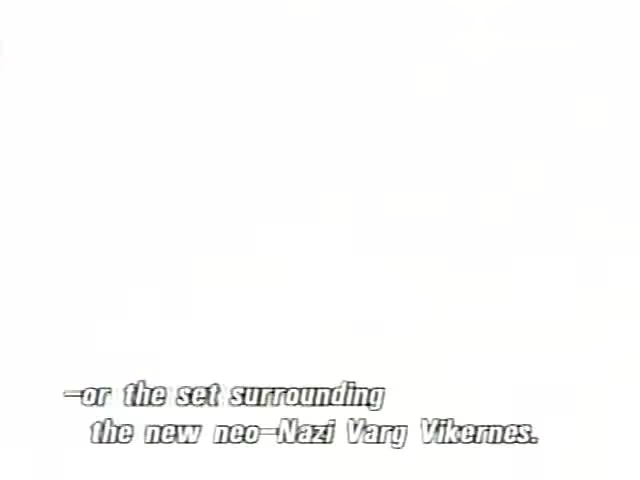 —or the set surrounding
the new neo-Nazi Varg Vikernes.